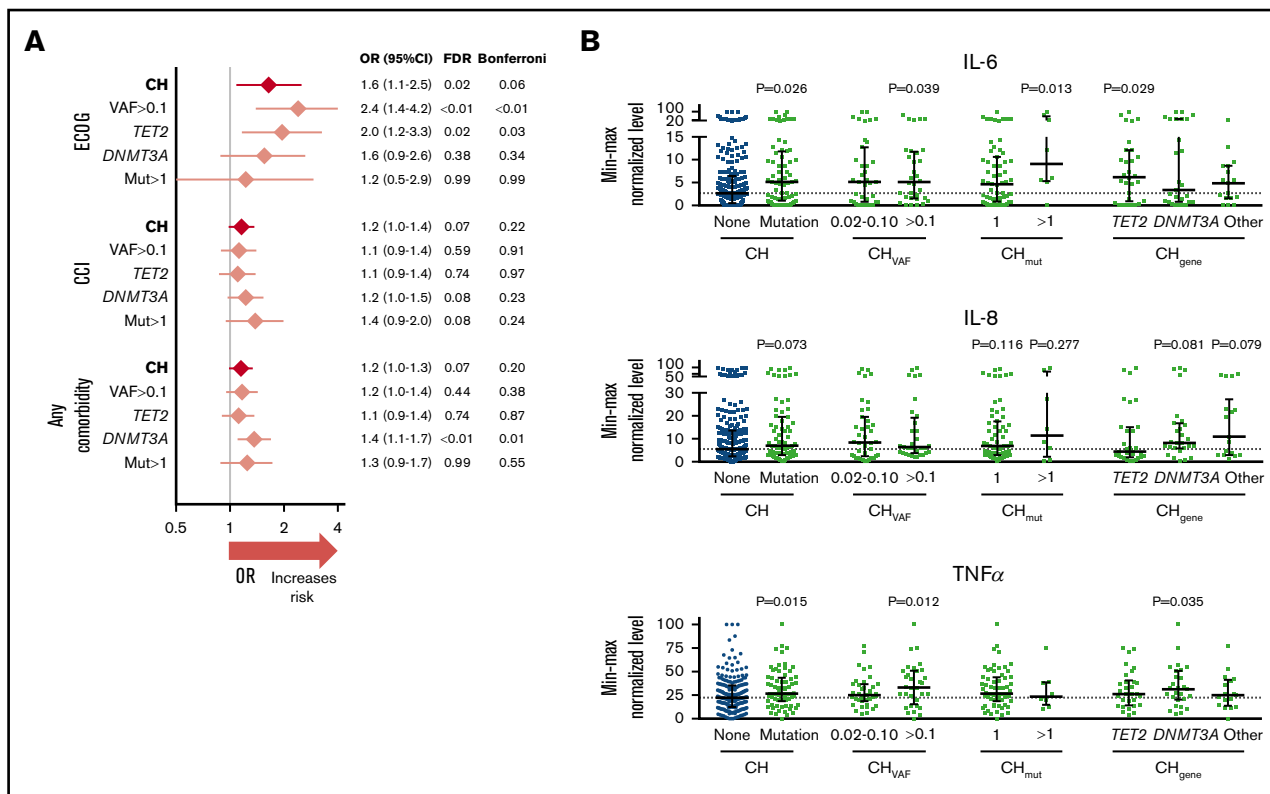 A
OR (95%CI) FDR Bonferroni
ECOG
CH 1.6 (1.1-2.5) 0.02 0.06
VAF>0.1 2.4 (1.4-4.2) <0.01 <0.01
TET2 2.0 (1.2-3.3) 0.02 0.03
DNMT3A 1.6 (0.9-2.6) 0.38 0.34
Mut>1 1.2 (0.5-2.9) 0.99 0.99
CCI
CH 1.2 (1.0-1.4) 0.07 0.22
VAF>0.1 1.1 (0.9-1.4) 0.59 0.91
TET2 1.1 (0.9-1.4) 0.74 0.97
DNMT3A 1.2 (1.0-1.5) 0.08 0.23
Mut>1 1.4 (0.9-2.0) 0.08 0.24
Any
comorbidity
CH 1.2 (1.0-1.3) 0.07 0.20
VAF>0.1 1.2 (1.0-1.4) 0.44 0.38
TET2 1.1 (0.9-1.4) 0.74 0.87
DNMT3A 1.4 (1.1-1.7) <0.01 0.01
Mut>1 1.3 (0.9-1.7) 0.99 0.55
0.5 1 2 4
OR Increases
risk
B
IL-6
P=0.026 P=0.039 P=0.013 P=0.029
Min-max
normalized level
100
20
15
10
5
0
None Mutation 0.02-0.10 >0.1 1 >1 TET2 DNMT3A Other
CH CHVAF CHmut CHgene
IL-8
P=0.073 P=0.116 P=0.277 P=0.081 P=0.079
Min-max
normalized level
100
50
30
20
10
0
None Mutation 0.02-0.10 >0.1 1 >1 TET2 DNMT3A Other
CH CHVAF CHmut CHgene
TNFα
P=0.015 P=0.012 P=0.035
Min-max
normalized level
100
75
50
25
0
None Mutation 0.02-0.10 >0.1 1 >1 TET2 DNMT3A Other
CH CHVAF CHmut CHgene